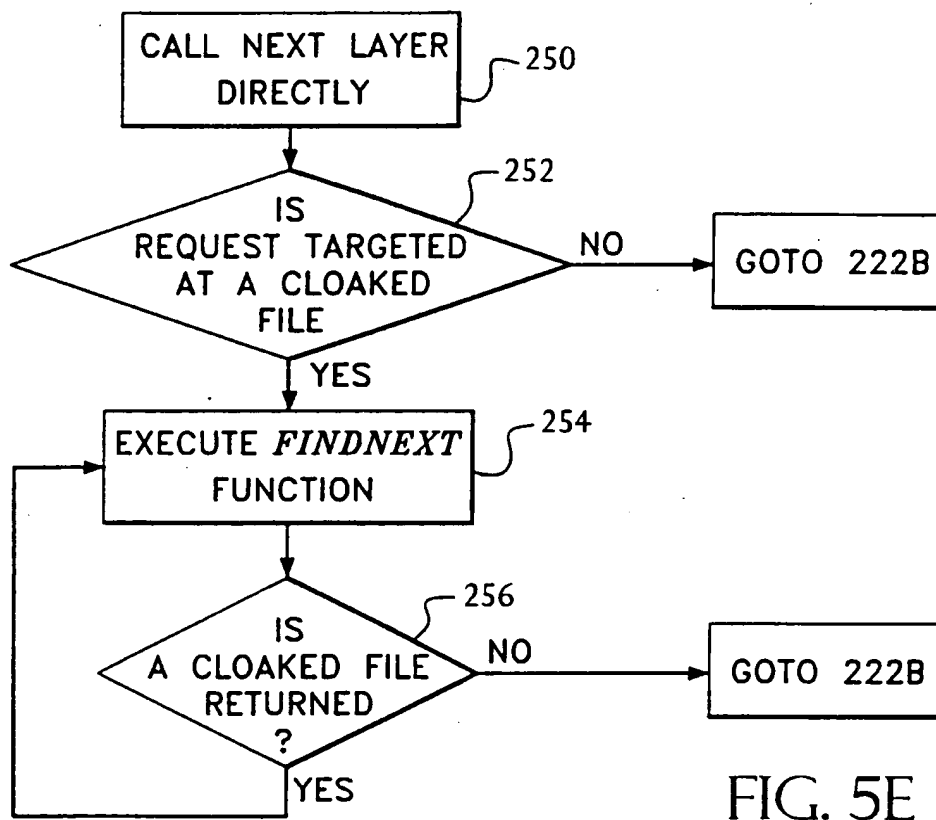 CALL NEXT LAYER
DIRECTLY
250
252
IS
REQUEST TARGETED
AT A CLOAKED
FILE
NO
GOTO 222B
YES
254
EXECUTE FINDNEXT
FUNCTION
256
IS
A CLOAKED FILE
RETURNED
?
NO
GOTO 222B
YES
FIG. 5E